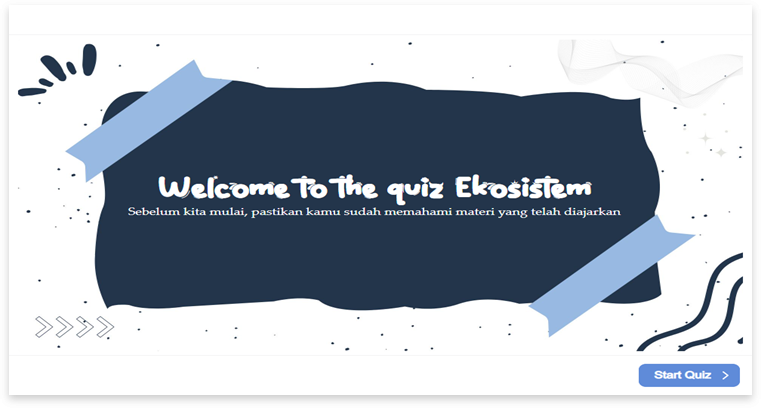 Welcome to the quiz Ekosistem
Sebelum kita mulai, pastikan kamu sudah memahami materi yang telah diajarkan
Start Quiz